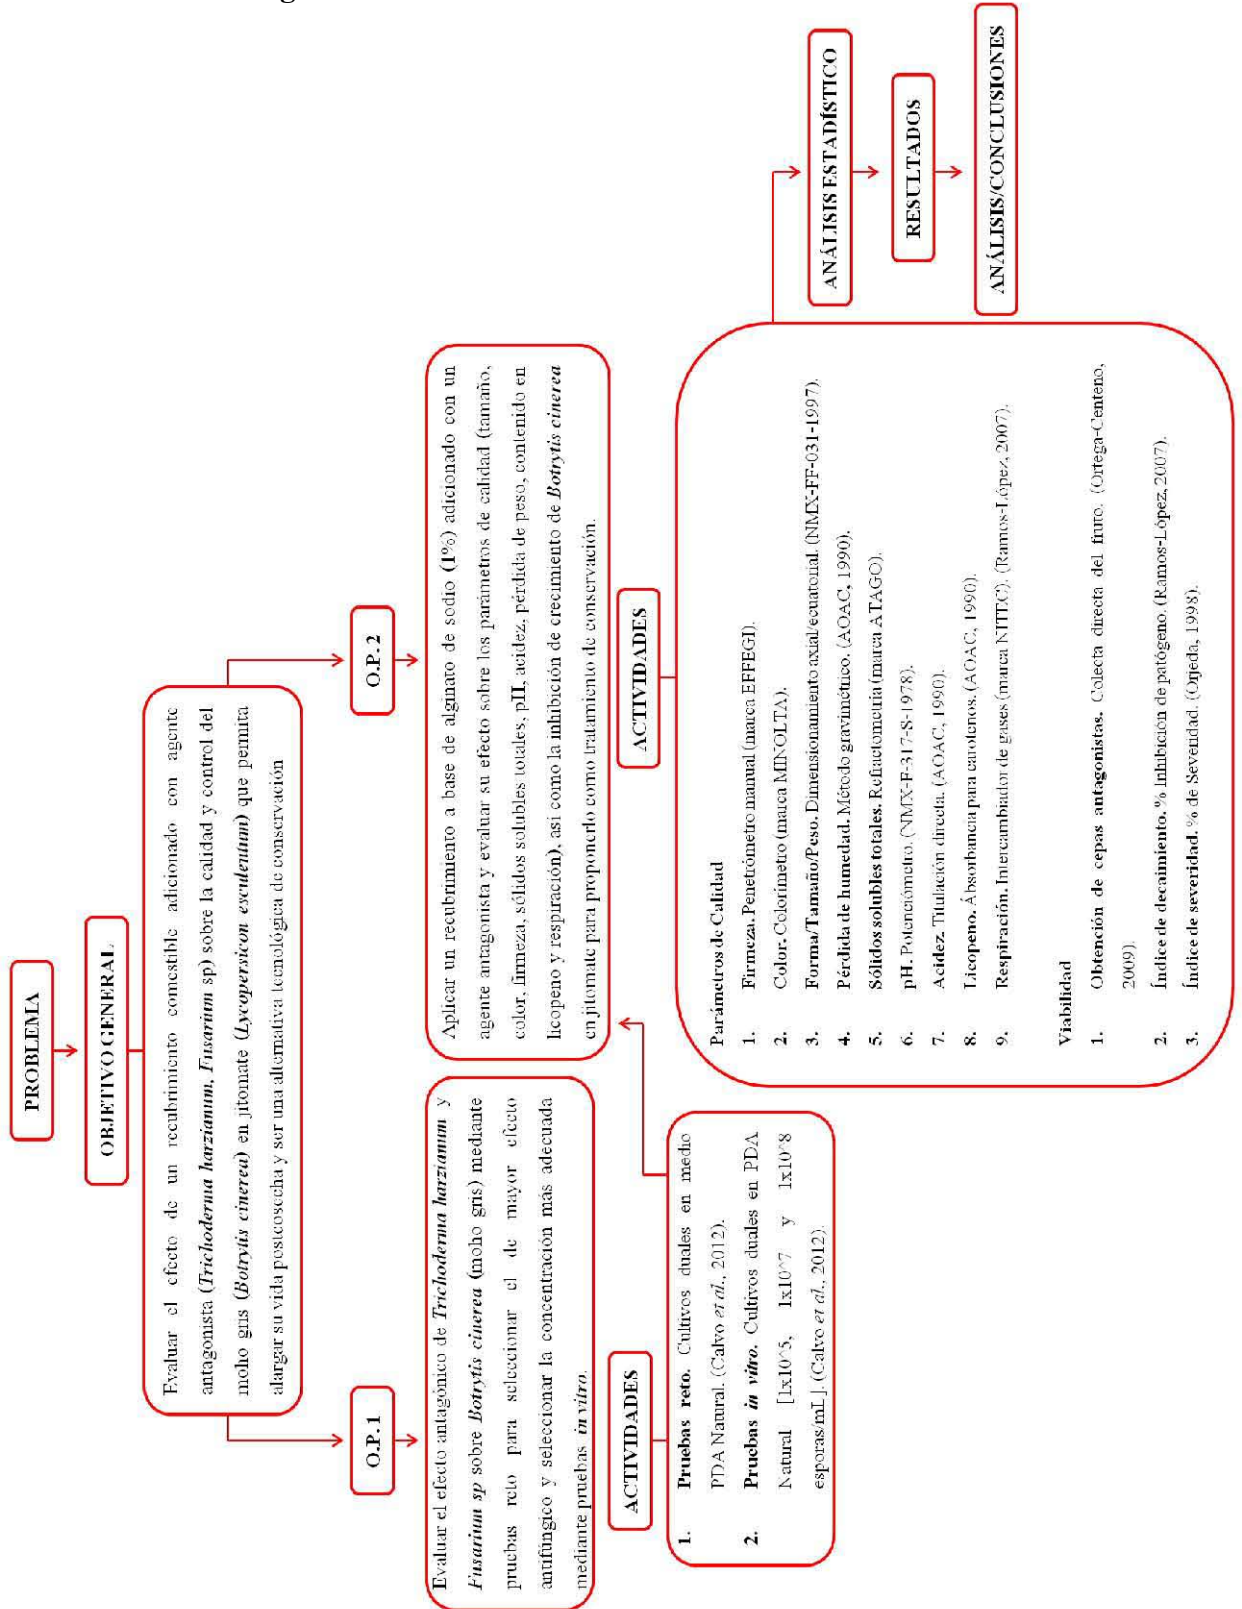 PROBLEMA
OBJETIVO GENERAL
Evaluar el efecto de un recubrimiento comestible adicionado con agente
antagonista (Trichoderma harzianum, Fusarium sp) sobre la calidad y control del
moho gris (Botrytis cinerea) en jitomate (Lycopersicon esculentum) que permita
alargar su vida postcosecha y ser una alternativa tecnológica de conservación
O.P.1
Evaluar el efecto antagónico de Trichoderma harzianum y
Fusarium sp sobre Botrytis cinerea (moho gris) mediante
pruebas reto para seleccionar el de mayor efecto
antifúngico y seleccionar la concentración más adecuada
mediante pruebas in vitro.
ACTIVIDADES
1. Pruebas reto. Cultivos duales en medio
PDA Natural. (Calvo et al., 2012).
2. Pruebas in vitro. Cultivos duales en PDA
Natural [1x10^5, 1x10^7 y 1x10^8
esporas/mL]. (Calvo et al., 2012).
O.P. 2
Aplicar un recubrimiento a base de alginato de sodio (1%) adicionado con un
agente antagonista y evaluar su efecto sobre los parámetros de calidad (tamaño,
color, firmeza, sólidos solubles totales, pH, acidez, pérdida de peso, contenido en
licopeno y respiración), así como la inhibición de crecimiento de Botrytis cinerea
en jitomate para proponerlo como tratamiento de conservación.
ACTIVIDADES
Parámetros de Calidad
1. Firmeza. Penetrómetro manual (marca EFFEGI).
2. Color. Colorímetro (marca MINOLTA).
3. Forma/Tamaño/Peso. Dimensionamiento axial/ecuatorial. (NMX-FF-031-1997).
4. Pérdida de humedad. Método gravimétrico. (AOAC, 1990).
5. Sólidos solubles totales. Refractometría (marca ATAGO).
6. pH. Potenciómetro. (NMX-F-317-S-1978).
7. Acidez. Titulación directa. (AOAC, 1990).
8. Licopeno. Absorbancia para carotenos. (AOAC, 1990).
9. Respiración. Intercambiador de gases (marca NITEC). (Ramos-López, 2007).
Viabilidad
1. Obtención de cepas antagonistas. Colecta directa del fruto. (Ortega-Centeno,
2009).
2. Índice de decaimiento. % Inhibición de patógeno. (Ramos-López, 2007).
3. Índice de severidad. % de Severidad. (Orjeda, 1998).
ANÁLISIS ESTADÍSTICO
RESULTADOS
ANÁLISIS/CONCLUSIONES